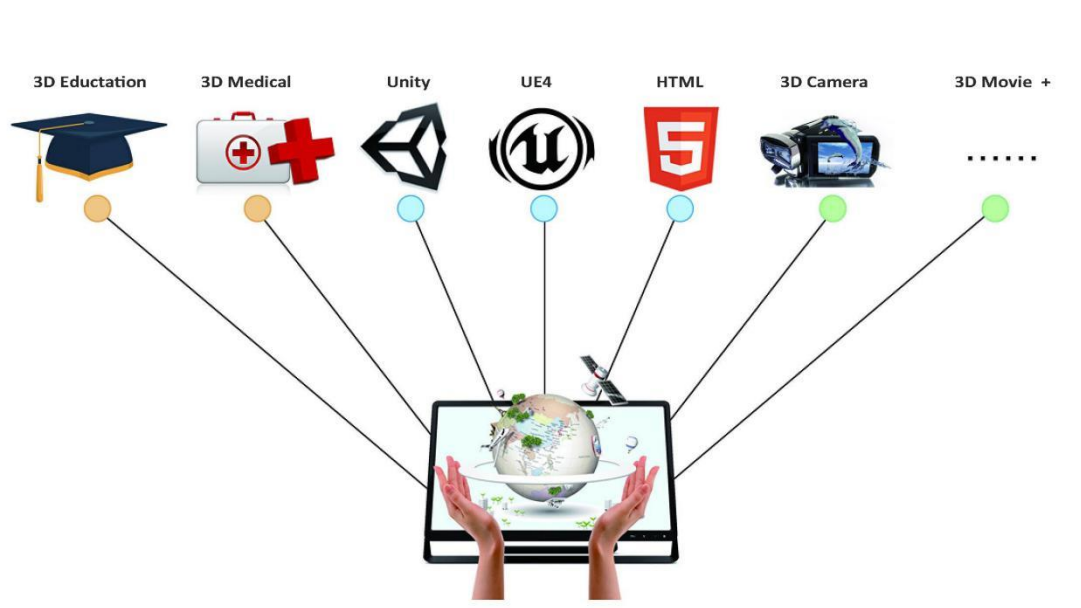 3D Eductation
3D Medical
Unity
UE4
HTML
3D Camera
3D Movie +
5
......